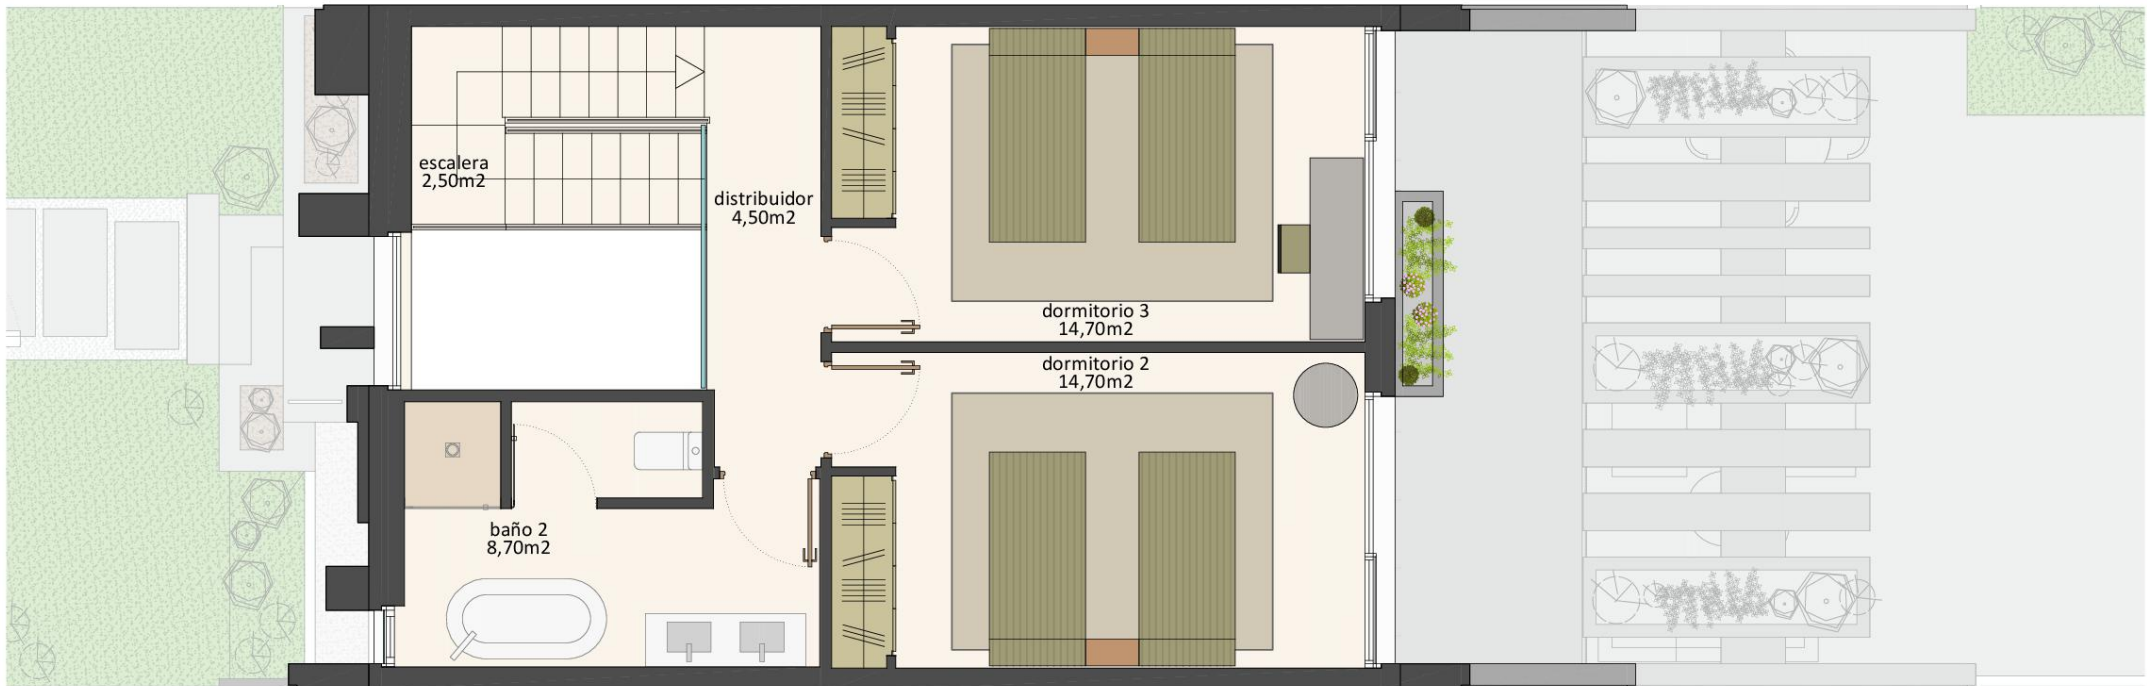 escalera
2,50m2
distribuidor
4,50m2
dormitorio 3
14,70m2
dormitorio 2
14,70m2
baño 2
8,70m2